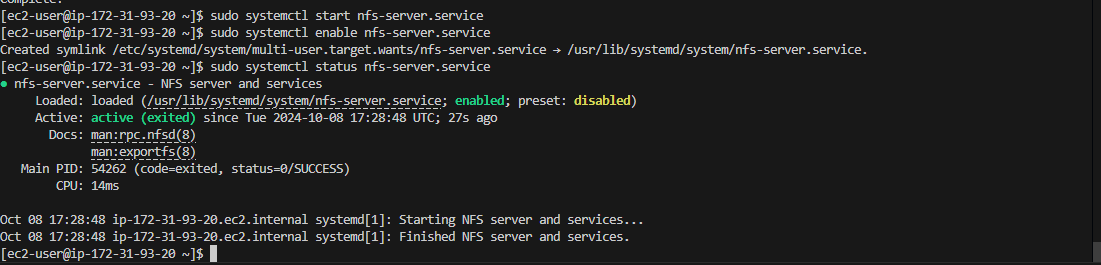 Complete!
[ec2-user@ip-172-31-93-20 ~]$ sudo systemctl start nfs-server.service
[ec2-user@ip-172-31-93-20 ~]$ sudo systemctl enable nfs-server.service
Created symlink /etc/systemd/system/multi-user.target.wants/nfs-server.service → /usr/lib/systemd/system/nfs-server.service.
[ec2-user@ip-172-31-93-20 ~]$ sudo systemctl status nfs-server.service
● nfs-server.service - NFS server and services
Loaded: loaded (/usr/lib/systemd/system/nfs-server.service; enabled; preset: disabled)
Active: active (exited) since Tue 2024-10-08 17:28:48 UTC; 27s ago
Docs: man:rpc.nfsd(8)
man:exportfs(8)
Main PID: 54262 (code=exited, status=0/SUCCESS)
CPU: 14ms
Oct 08 17:28:48 ip-172-31-93-20.ec2.internal systemd[1]: Starting NFS server and services...
Oct 08 17:28:48 ip-172-31-93-20.ec2.internal systemd[1]: Finished NFS server and services.
[ec2-user@ip-172-31-93-20 ~]$